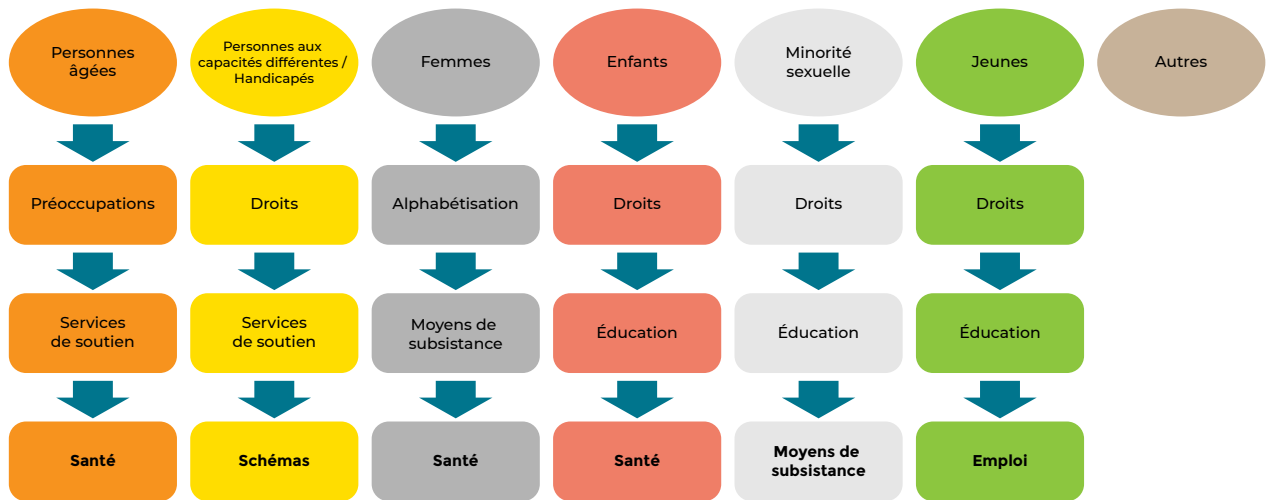 Personnes
âgées
Personnes aux
capacités différentes /
Handicapés
Femmes
Enfants
Minorité
sexuelle
Jeunes
Autres
Préoccupations
Droits
Alphabétisation
Droits
Droits
Droits
Services
de soutien
Services
de soutien
Moyens de
subsistance
Éducation
Éducation
Éducation
Santé
Schémas
Santé
Santé
Moyens de
subsistance
Emploi